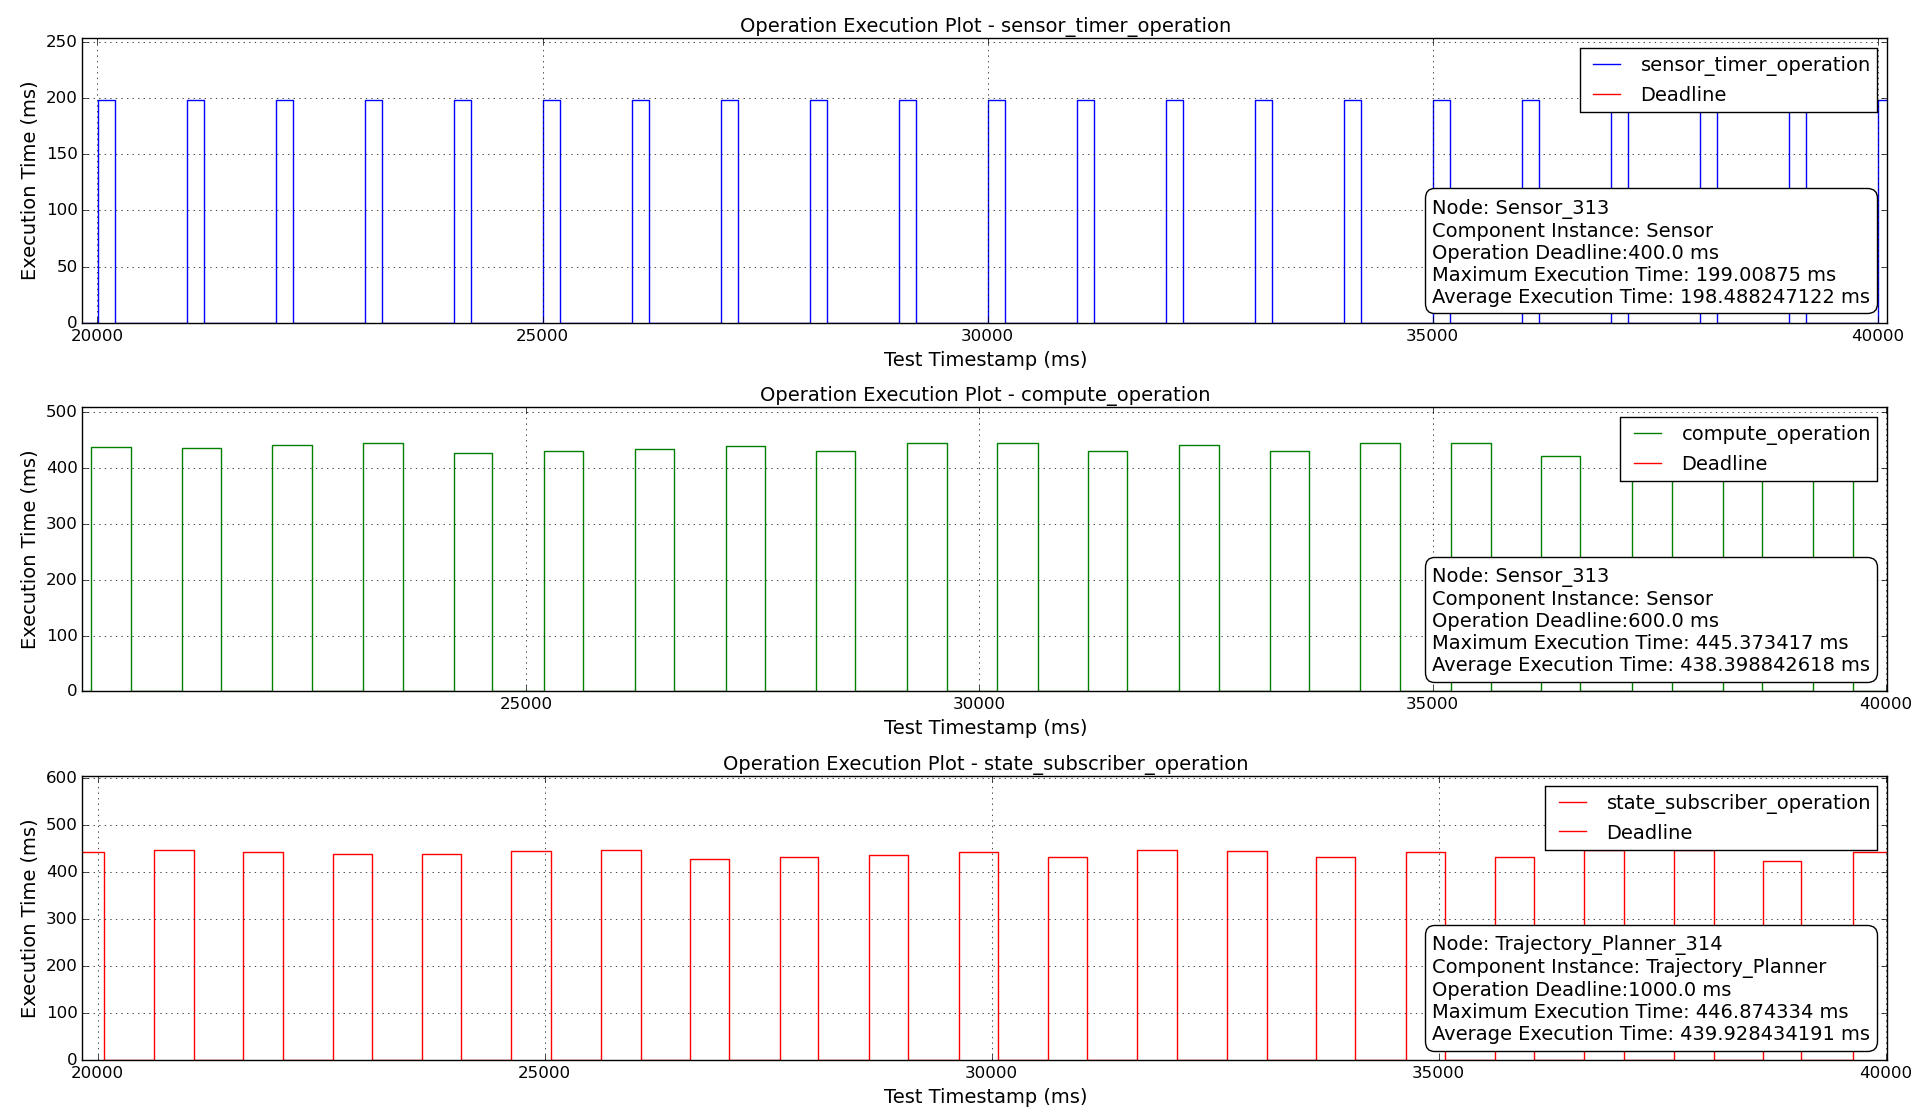 Operation Execution Plot - sensor_timer_operation
Execution Time (ms)
250
200
150
100
50
0
sensor_timer_operation
Deadline
Node: Sensor_313
Component Instance: Sensor
Operation Deadline:400.0 ms
Maximum Execution Time: 199.00875 ms
Average Execution Time: 198.488247122 ms
20000 25000 30000 35000 40000
Test Timestamp (ms)
Operation Execution Plot - compute_operation
Execution Time (ms)
500
400
300
200
100
0
compute_operation
Deadline
Node: Sensor_313
Component Instance: Sensor
Operation Deadline:600.0 ms
Maximum Execution Time: 445.373417 ms
Average Execution Time: 438.398842618 ms
25000 30000 35000 40000
Test Timestamp (ms)
Operation Execution Plot - state_subscriber_operation
Execution Time (ms)
600
500
400
300
200
100
0
state_subscriber_operation
Deadline
Node: Trajectory_Planner_314
Component Instance: Trajectory_Planner
Operation Deadline:1000.0 ms
Maximum Execution Time: 446.874334 ms
Average Execution Time: 439.928434191 ms
20000 25000 30000 35000 40000
Test Timestamp (ms)